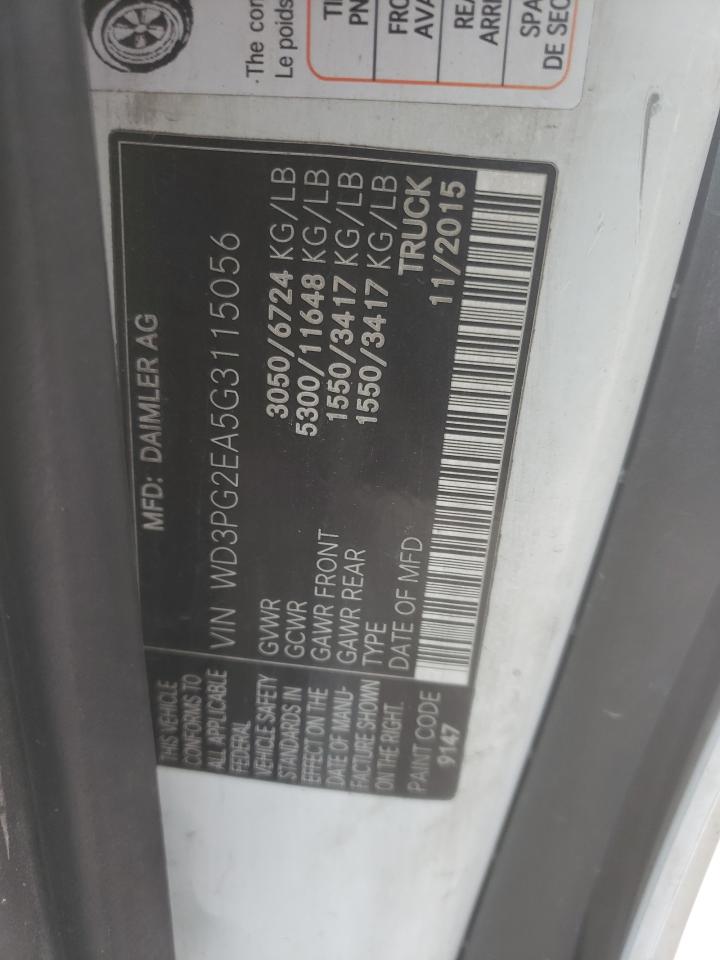 · The con
Le poids
PN
FRO
AVA
REA
ARRI
SPA
DE SEC
MFD: DAIMLER AG
VIN WD3PG2EA5G3115056
GVWR 3050/6724 KG/LB
GCWR 5300/11648 KG/LB
GAWR FRONT 1550/3417 KG/LB
GAWR REAR 1550/3417 KG/LB
TYPE TRUCK
DATE OF MFD 11/2015
THIS VEHICLE
CONFORMS TO
ALL APPLICABLE
FEDERAL
VEHICLE SAFETY
STANDARDS IN
EFFECT ON THE
DATE OF MANU-
FACTURE SHOWN
ON THE RIGHT.
PAINT CODE
9147